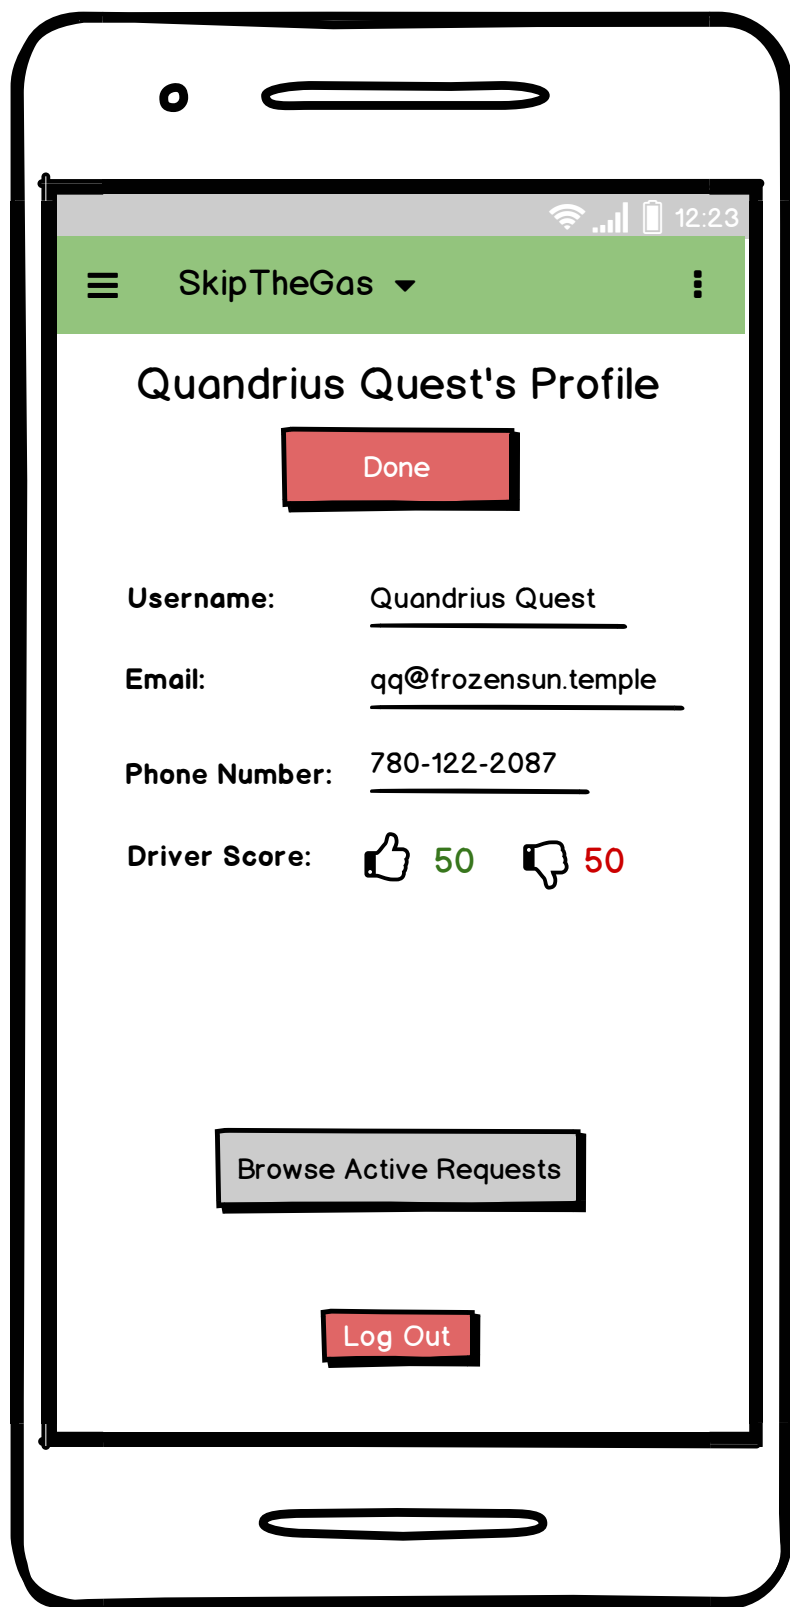 12:23
SkipTheGas
Quandrius Quest's Profile
Done
Username: Quandrius Quest
Email: qq@frozensun.temple
Phone Number: 780-122-2087
Driver Score: 50 50
Browse Active Requests
Log Out